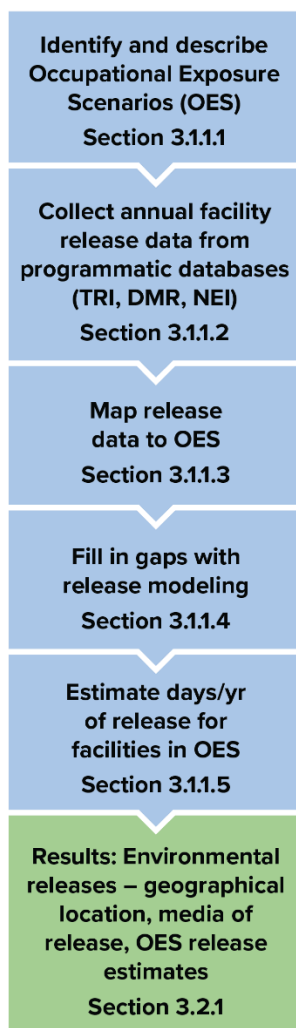 Identify and describe
Occupational Exposure
Scenarios (OES)
Section 3.1.1.1
Collect annual facility
release data from
programmatic databases
(TRI, DMR, NEI)
Section 3.1.1.2
Map release
data to OES
Section 3.1.1.3
Fill in gaps with
release modeling
Section 3.1.1.4
Estimate days/yr
of release for
facilities in OES
Section 3.1.1.5
Results: Environmental
releases – geographical
location, media of
release, OES release
estimates
Section 3.2.1